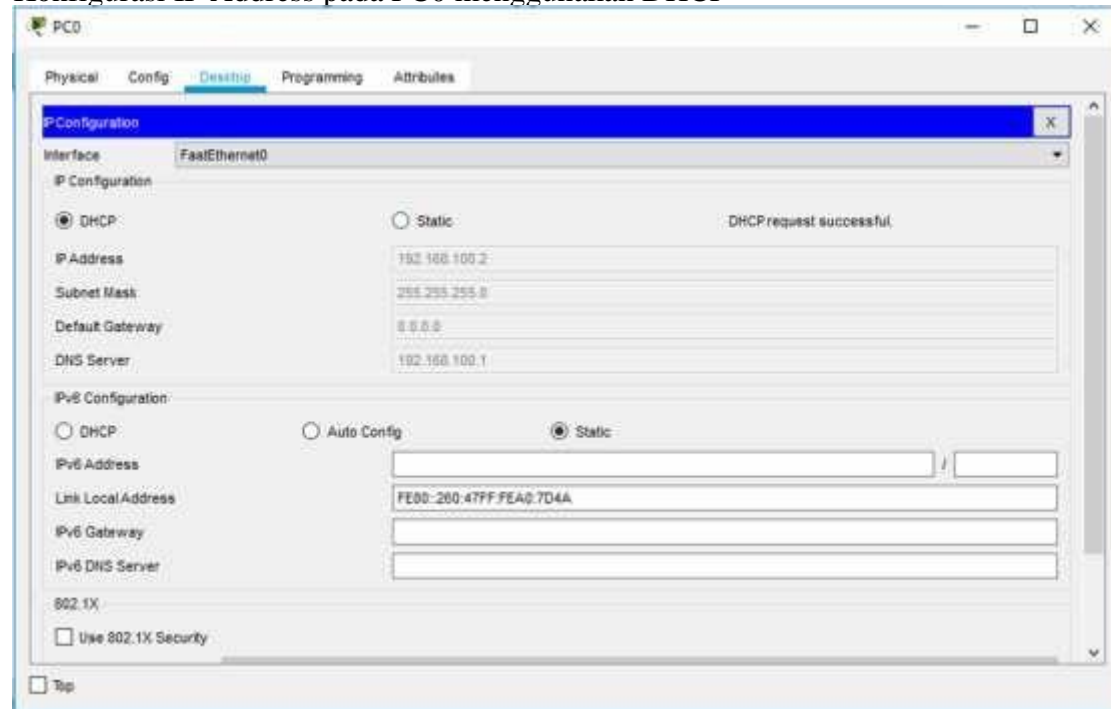 Konfigurasi IP Address pada PC0 menggunakan DHCP
PC0
Physical Config Desktop Programming Attributes
IP Configuration X
Interface FastEthernet0
IP Configuration
DHCP Static DHCP request successful.
IP Address 192.168.100.2
Subnet Mask 255.255.255.0
Default Gateway 0.0.0.0
DNS Server 192.168.100.1
IPv6 Configuration
DHCP Auto Config Static
IPv6 Address /
Link Local Address FE80::260:47FF:FEA0:7D4A
IPv6 Gateway
IPv6 DNS Server
802.1X
Use 802.1X Security
Top